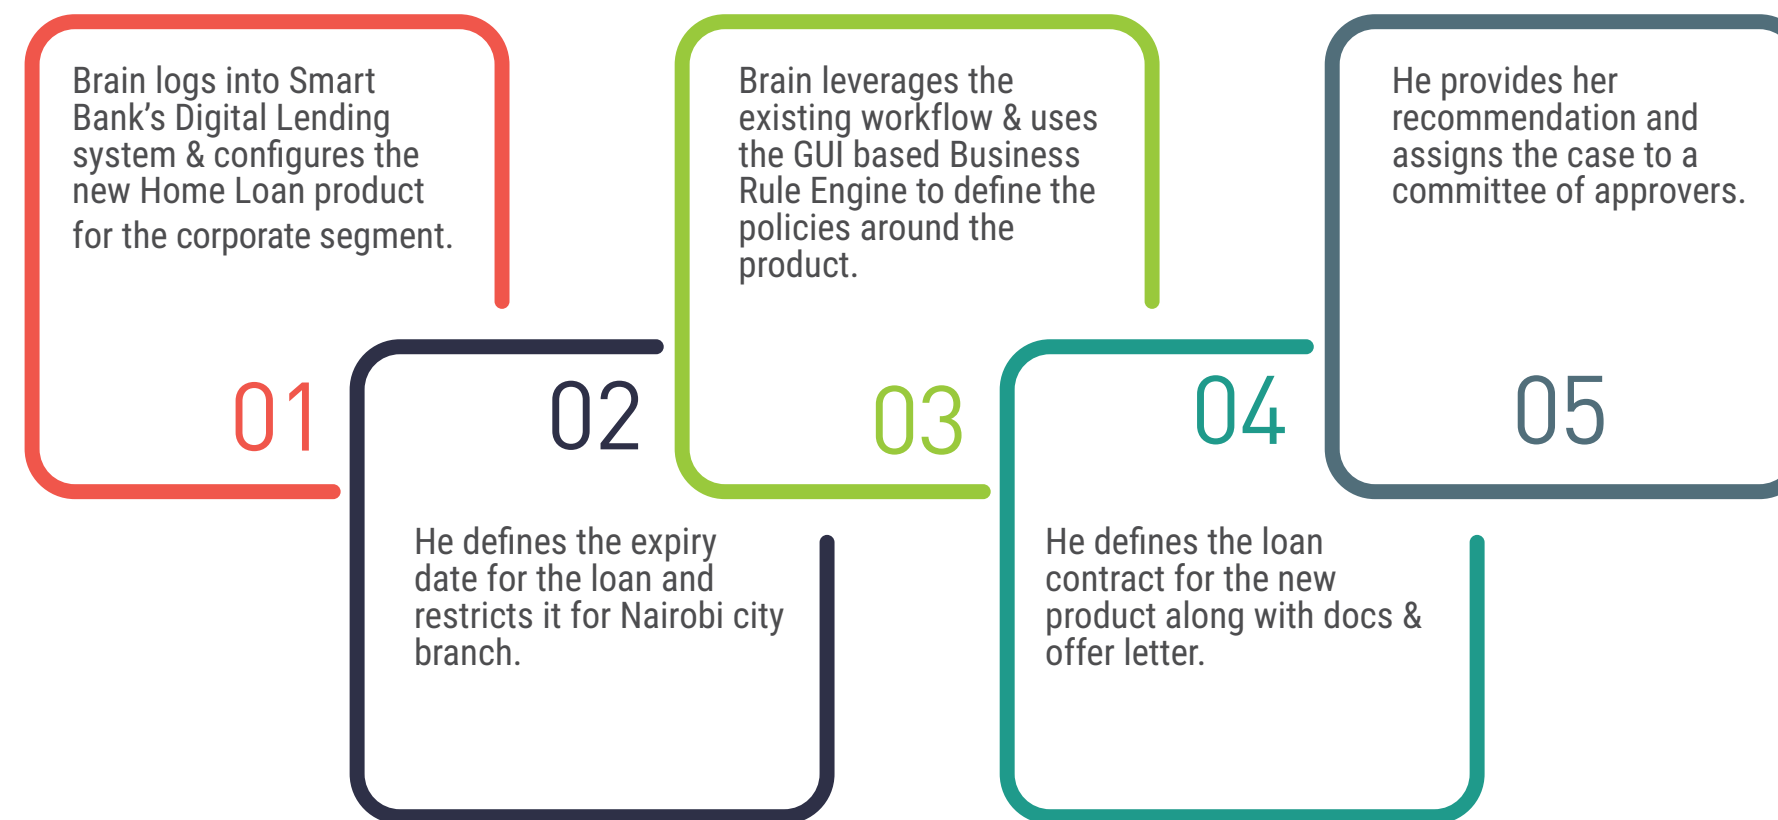 Brain logs into Smart
Bank’s Digital Lending
system & configures the
new Home Loan product
for the corporate segment.
01
02
He defines the expiry
date for the loan and
restricts it for Nairobi city
branch.
Brain leverages the
existing workflow & uses
the GUI based Business
Rule Engine to define the
policies around the
product.
03
04
He defines the loan
contract for the new
product along with docs &
offer letter.
He provides her
recommendation and
assigns the case to a
committee of approvers.
05